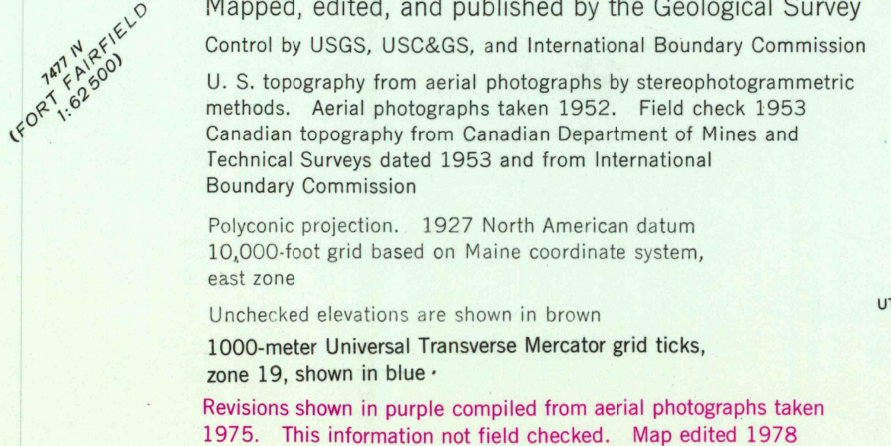 7477 IV
(FORT FAIRFIELD)
1:62 500)
Mapped, edited, and published by the Geological Survey
Control by USGS, USC&GS, and International Boundary Commission
U. S. topography from aerial photographs by stereophotogrammetric
methods. Aerial photographs taken 1952. Field check 1953
Canadian topography from Canadian Department of Mines and
Technical Surveys dated 1953 and from International
Boundary Commission
Polyconic projection. 1927 North American datum
10,000-foot grid based on Maine coordinate system,
east zone
Unchecked elevations are shown in brown
1000-meter Universal Transverse Mercator grid ticks,
zone 19, shown in blue
Revisions shown in purple compiled from aerial photographs taken
1975. This information not field checked. Map edited 1978